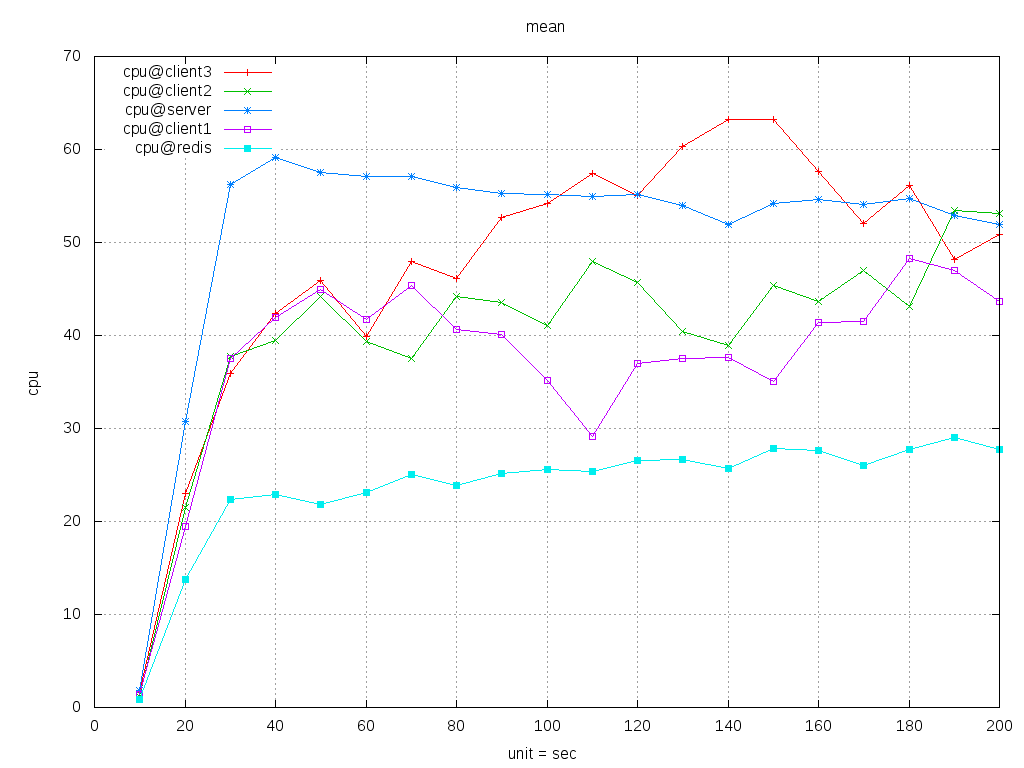 mean
70
60
50
40
30
20
10
0
cpu
cpu@client3
cpu@client2
cpu@server
cpu@client1
cpu@redis
0 20 40 60 80 100 120 140 160 180 200
unit = sec